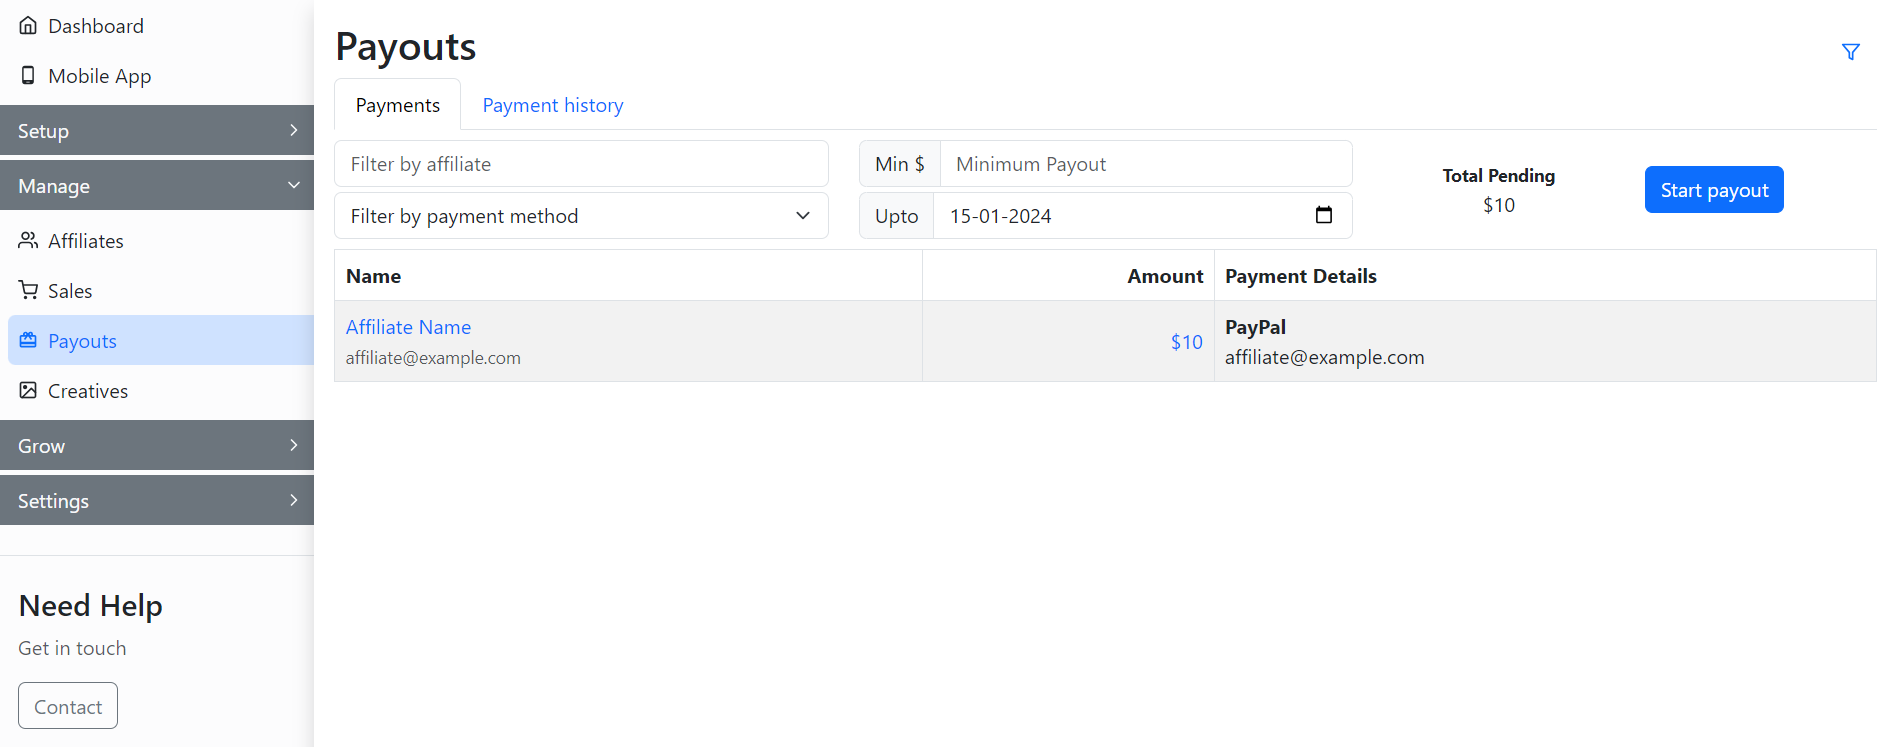 Dashboard
Mobile App
Setup
Manage
Affiliates
Sales
Payouts
Creatives
Grow
Settings
Need Help
Get in touch
Contact
Payouts
Payments
Payment history
Filter by affiliate
Min $
Minimum Payout
Filter by payment method
Upto
15-01-2024
Total Pending
$10
Start payout
Name
Amount
Payment Details
Affiliate Name
affiliate@example.com
$10
PayPal
affiliate@example.com